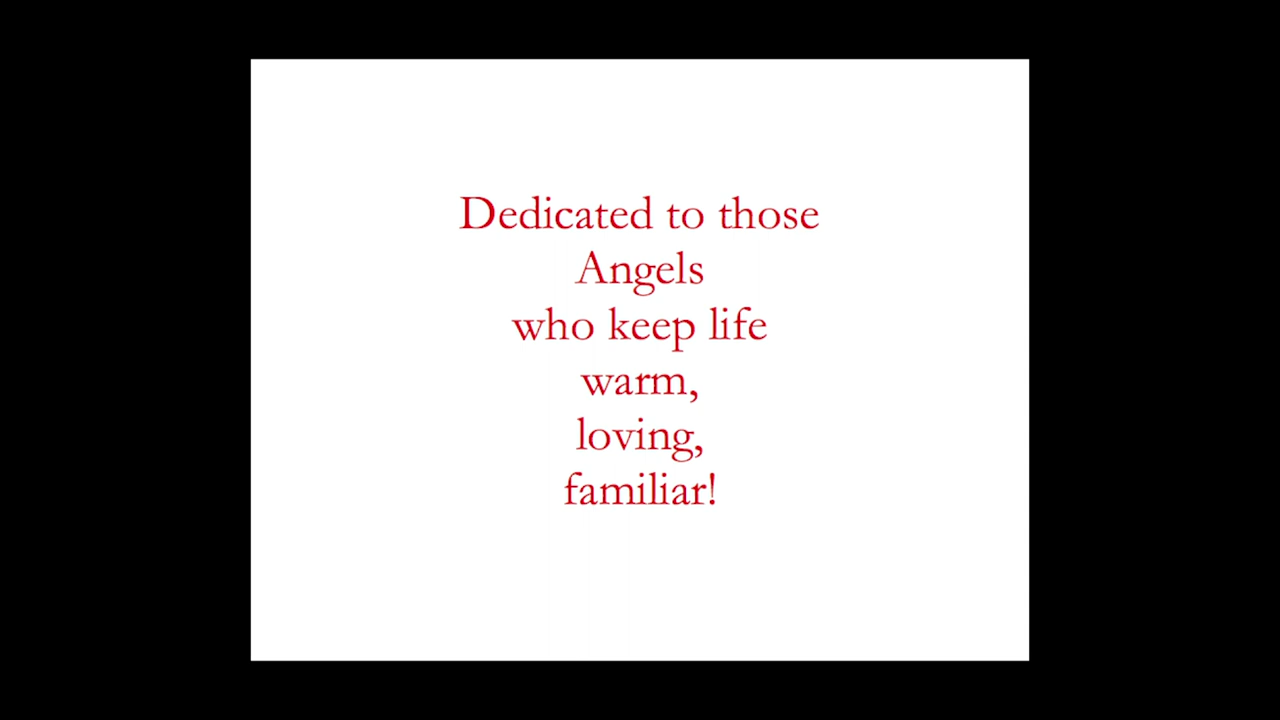 Dedicated to those
Angels
who keep life
warm,
loving,
familiar!